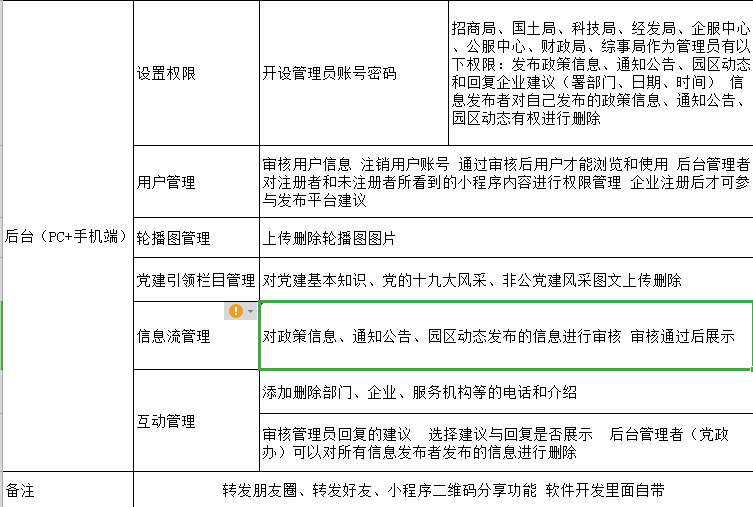 招商局、国土局、科技局、经发局、企服中心
、公服中心、财政局、综事局作为管理员有以
设置权限
开设管理员账号密码
下权限：发布政策信息、通知公告、园区动态
和回复企业建议（署部门、日期、时间） 信
息发布者对自己发布的政策信息、通知公告、
园区动态有权进行删除
审核用户信息 注销用户账号 通过审核后用户才能浏览和使用 后台管理者
用户管理
对注册者和未注册者所看到的小程序内容进行权限管理 企业注册后才可参
与发布平台建议
后台（PC+手机端）
轮播图管理
上传删除轮播图图片
党建引领栏目管理
对党建基本知识、党的十九大风采、非公党建风采图文上传删除
信息流管理
对政策信息、通知公告、园区动态发布的信息进行审核 审核通过后展示
互动管理
添加删除部门、企业、服务机构等的电话和介绍
审核管理员回复的建议 选择建议与回复是否展示 后台管理者（党政
办）可以对所有信息发布者发布的信息进行删除
备注
转发朋友圈、转发好友、小程序二维码分享功能 软件开发里面自带